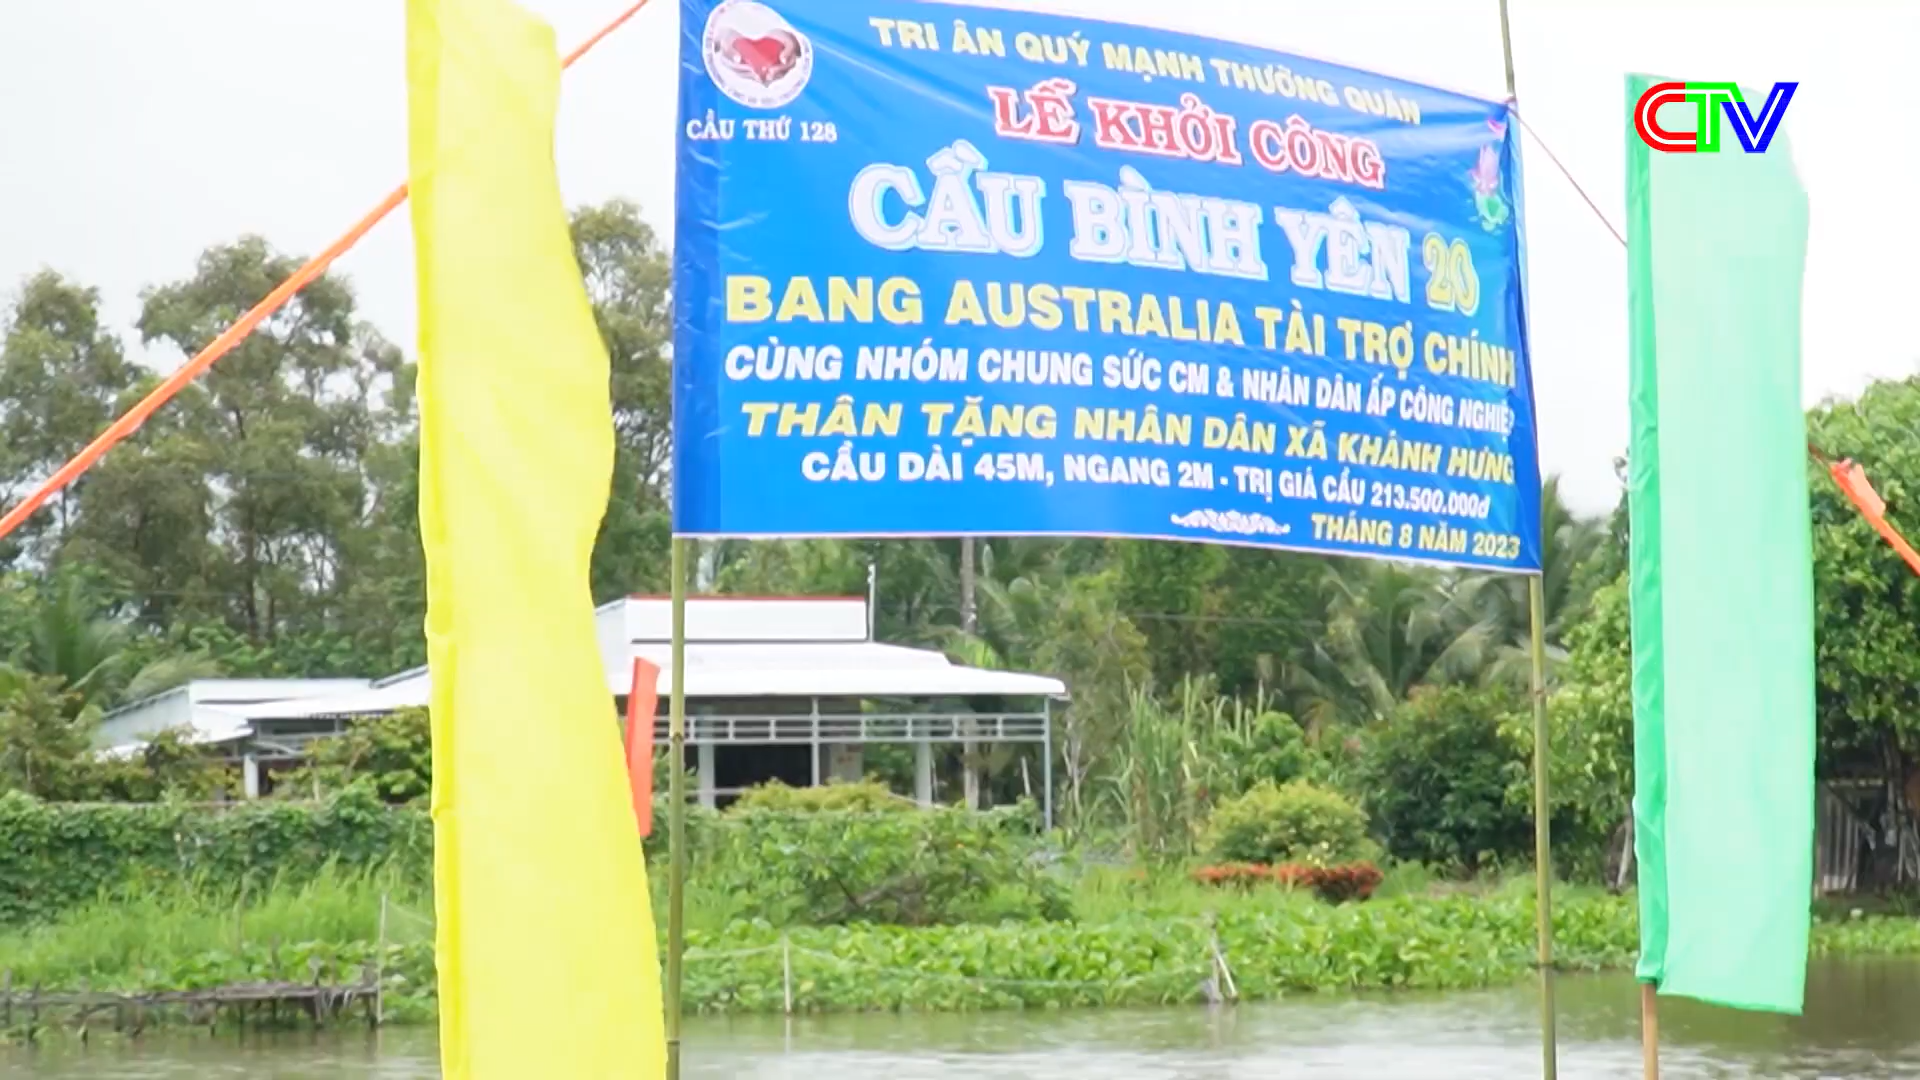 TRI ÂN QUÝ MẠNH THƯỜNG QUÂN
CẦU THỨ 128
LỄ KHỞI CÔNG
CẦU BÌNH YÊN 20
BANG AUSTRALIA TÀI TRỢ CHÍNH
CÙNG NHÓM CHUNG SỨC CM & NHÂN DÂN ẤP CÔNG NGHIỆP
THÂN TẶNG NHÂN DÂN XÃ KHÁNH HƯNG
CẦU DÀI 45M, NGANG 2M - TRỊ GIÁ CẦU 213.500.000đ
THÁNG 8 NĂM 2023
CTV